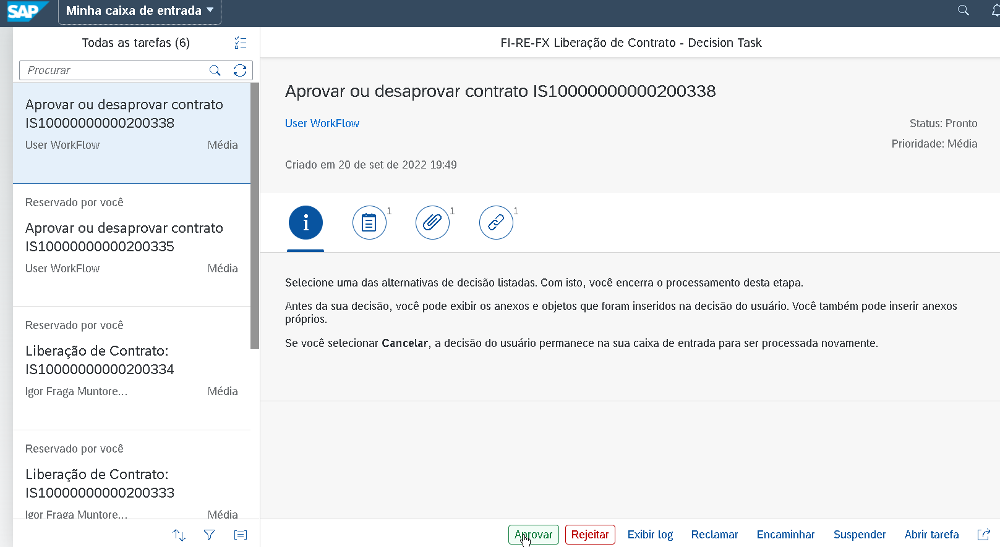 SAP
Minha caixa de entrada
Todas as tarefas (6)
Procurar
Aprovar ou desaprovar contrato
IS10000000000200338
User WorkFlow
Média
Reservado por você
Aprovar ou desaprovar contrato
IS10000000000200335
User WorkFlow
Média
Reservado por você
Liberação de Contrato:
IS10000000000200334
Igor Fraga Muntore...
Média
Reservado por você
Liberação de Contrato:
IS10000000000200333
Igor Fraga Muntore...
Média
FI-RE-FX Liberação de Contrato - Decision Task
Aprovar ou desaprovar contrato IS10000000000200338
User WorkFlow
Status: Pronto
Prioridade: Média
Criado em 20 de set de 2022 19:49
1
1
1
Selecione uma das alternativas de decisão listadas. Com isto, você encerra o processamento desta etapa.
Antes da sua decisão, você pode exibir os anexos e objetos que foram inseridos na decisão do usuário. Você também pode inserir anexos
próprios.
Se você selecionar Cancelar, a decisão do usuário permanece na sua caixa de entrada para ser processada novamente.
Aprovar
Rejeitar
Exibir log
Reclamar
Encaminhar
Suspender
Abrir tarefa